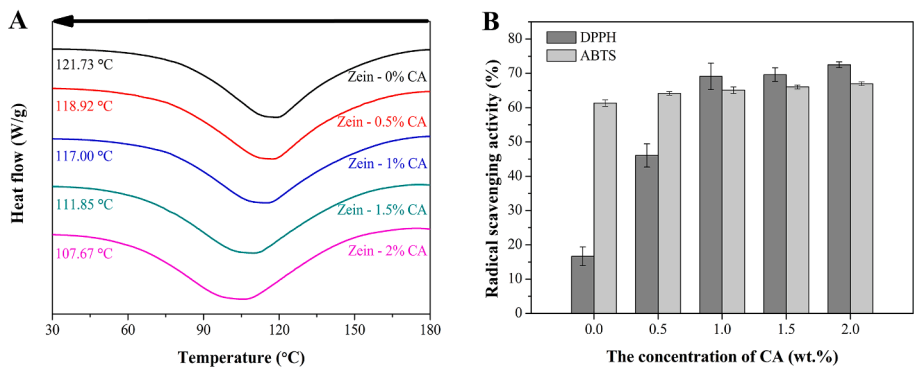 A
121.73 °C
Zein - 0% CA
118.92 °C
Zein - 0.5% CA
117.00 °C
Zein - 1% CA
111.85 °C
Zein - 1.5% CA
107.67 °C
Zein - 2% CA
Heat flow (W/g)
30 60 90 120 150 180
Temperature (°C)
B
DPPH
ABTS
Radical scavenging activity (%)
80
70
60
50
40
30
20
10
0
0.0 0.5 1.0 1.5 2.0
The concentration of CA (wt.%)